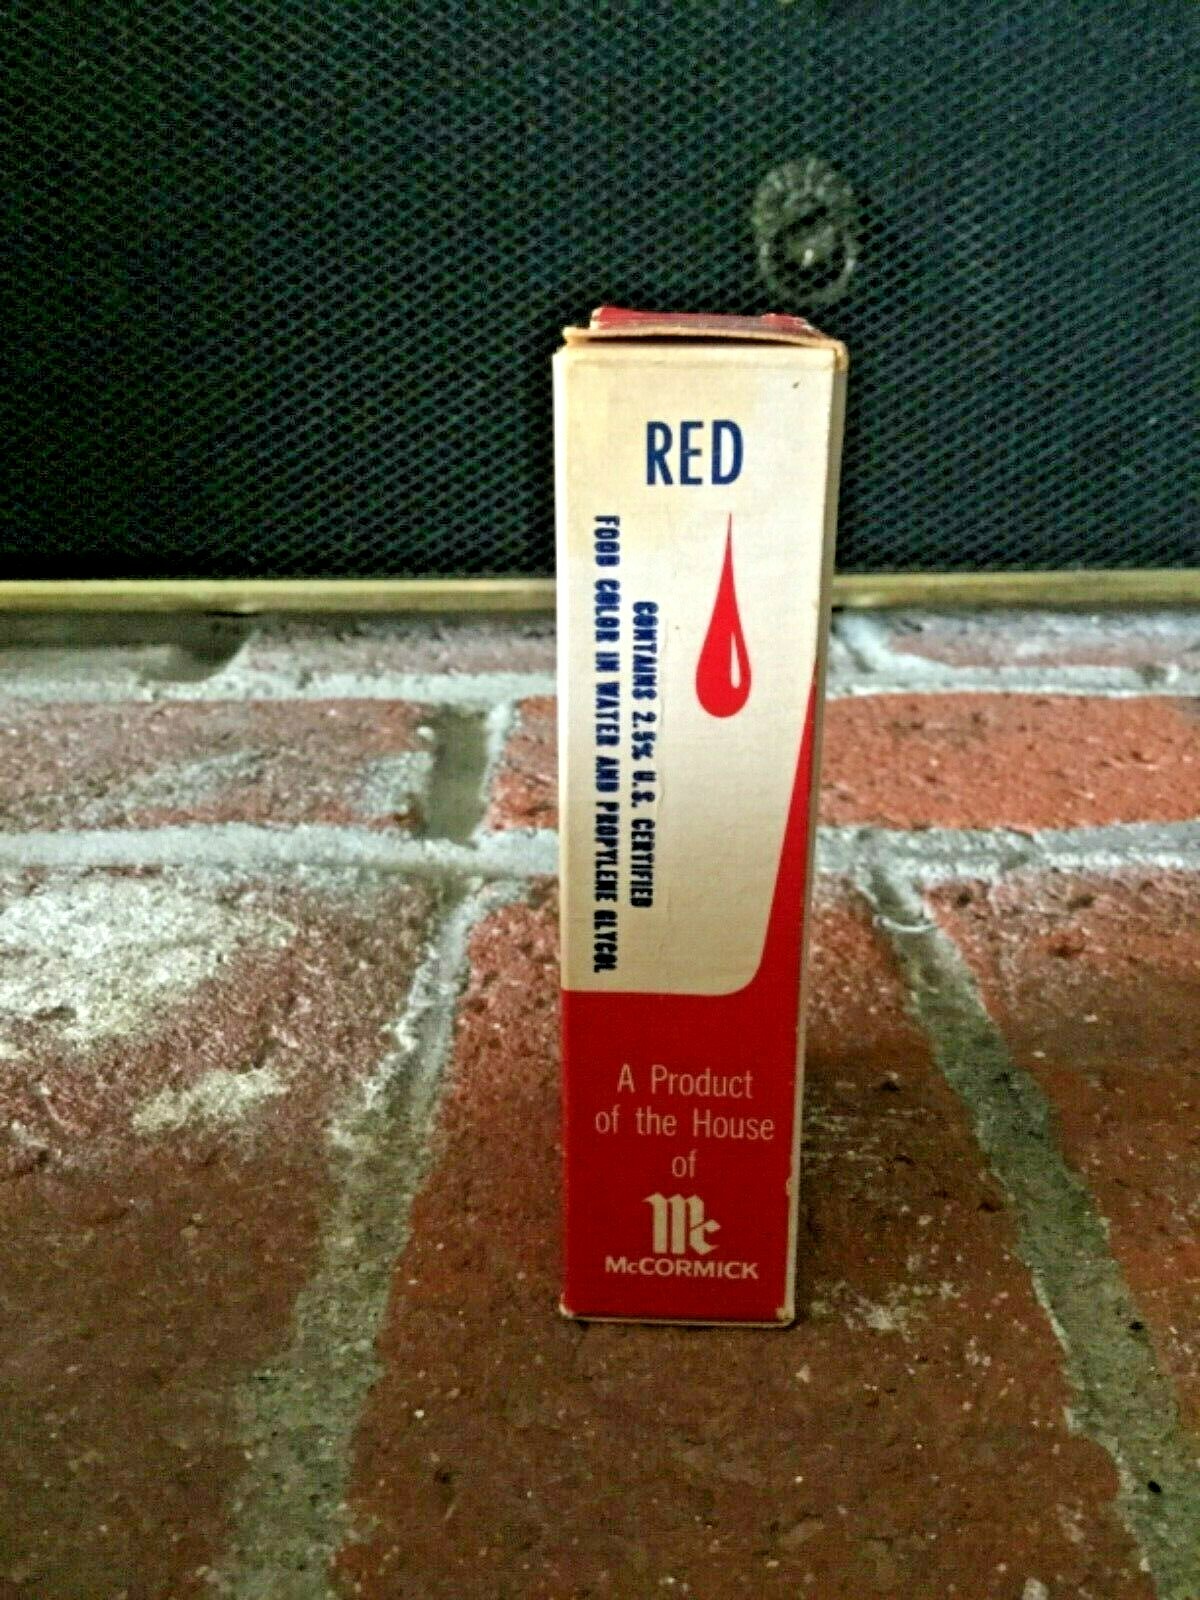 RED
CONTAINS 2.5% U.S. CERTIFIED
FOOD COLOR IN WATER AND PROPYLENE GLYCOL
A Product
of the House
of
Mc
McCORMICK